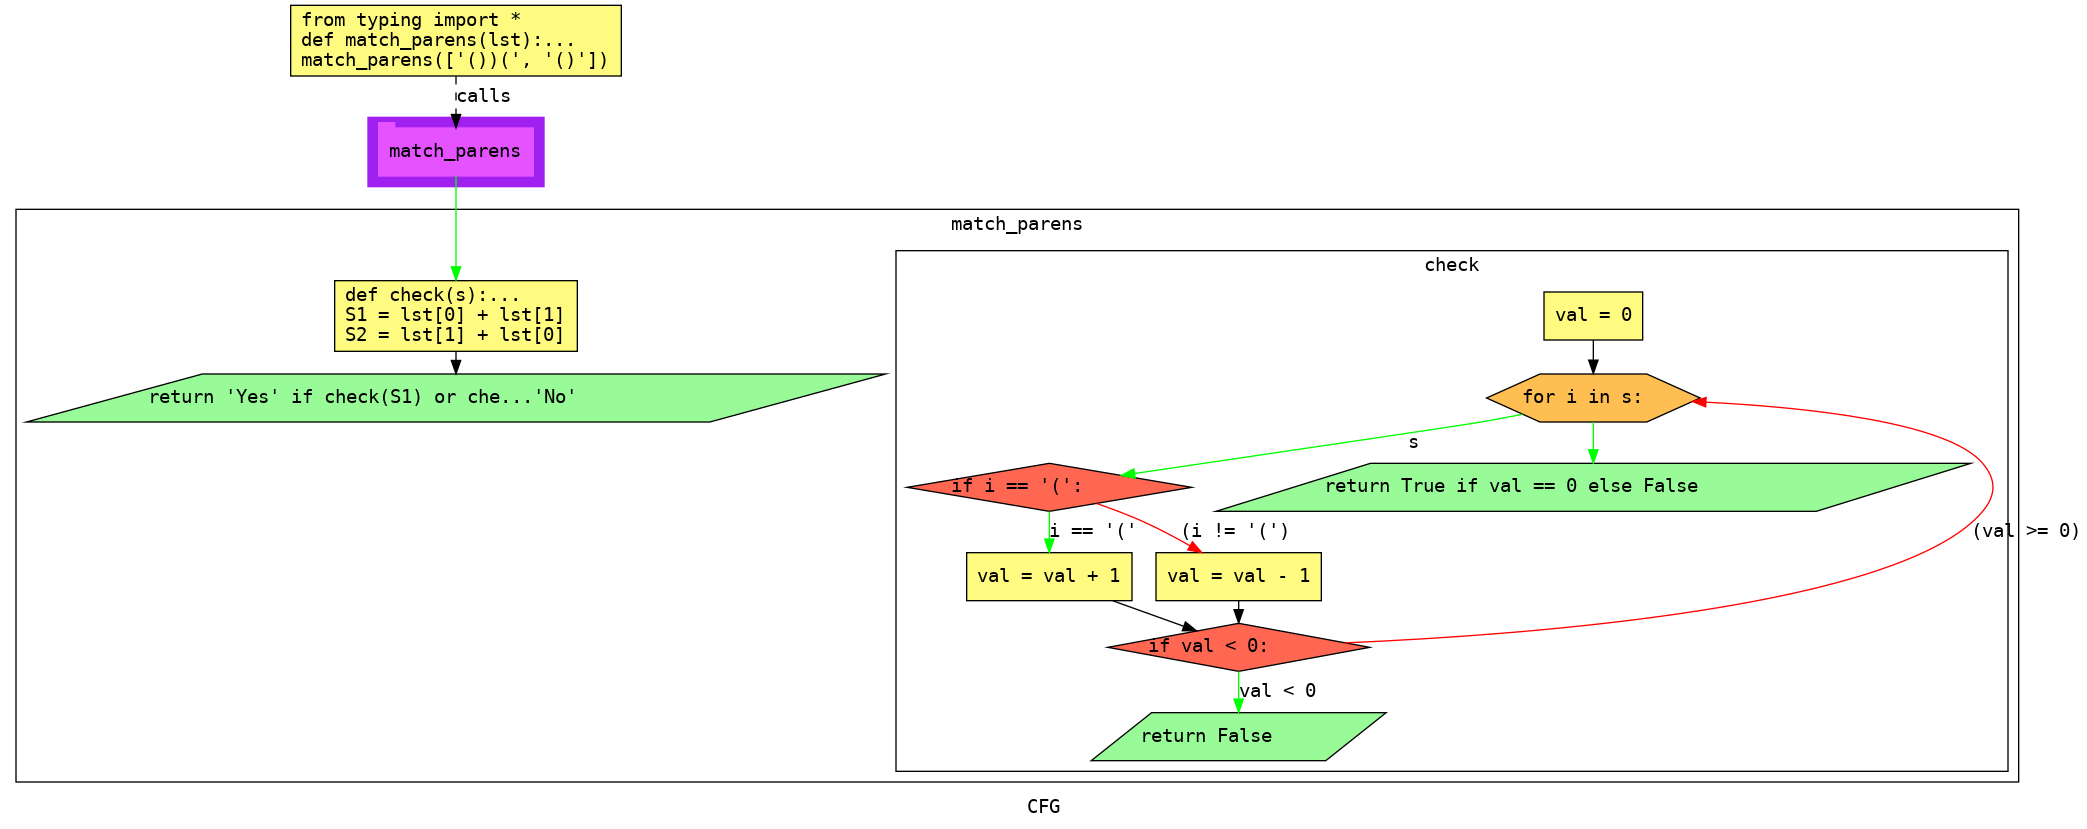 from typing import *
def match_parens(lst):...
match_parens(['())(', '()'])
calls
match_parens
match_parens
def check(s):...
S1 = lst[0] + lst[1]
S2 = lst[1] + lst[0]
return 'Yes' if check(S1) or che...'No'
check
val = 0
for i in s:
s
if i == '(':
return True if val == 0 else False
i == '('
(i != '(')
(val >= 0)
val = val + 1
val = val - 1
if val < 0:
val < 0
return False
CFG